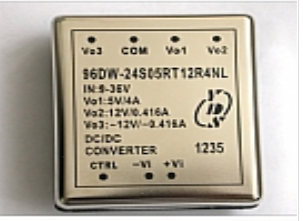 Vo3 COM Vo1 Vo2
96DW-24S05RT12R4NL
IN:9-36V
Vo1:5V/4A
Vo2:12V/0.416A
Vo3:-12V/-0.416A
DC/DC
CONVERTER 1235
CTRL -Vi +Vi